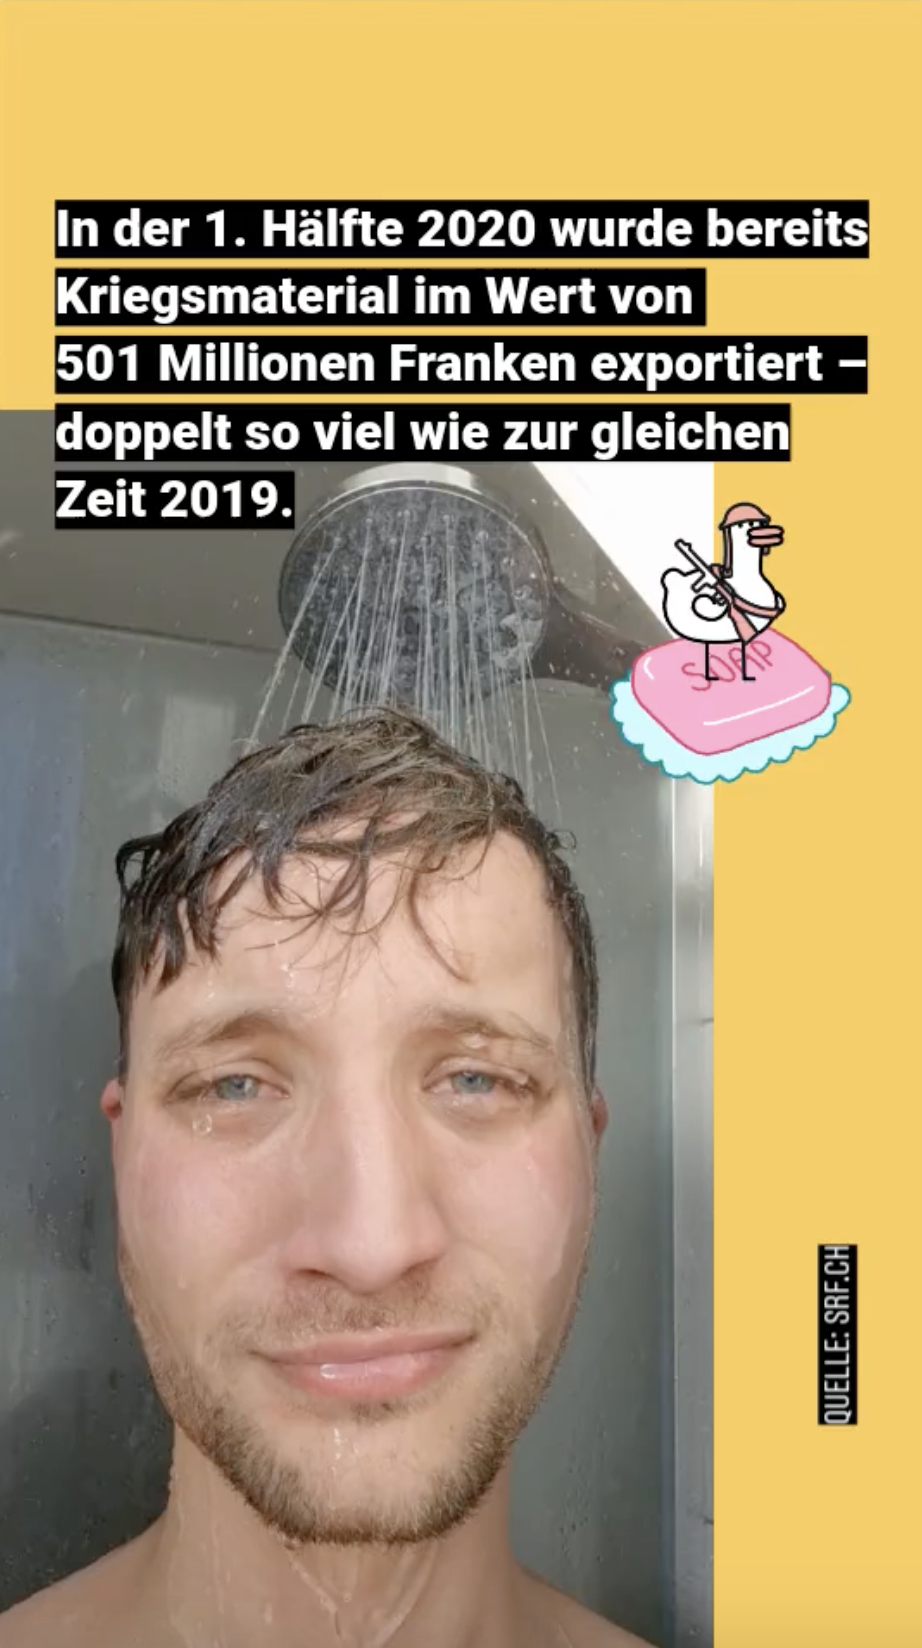 In der 1. Hälfte 2020 wurde bereits
Kriegsmaterial im Wert von
501 Millionen Franken exportiert –
doppelt so viel wie zur gleichen
Zeit 2019.
SOAP
QUELLE: SRF.CH